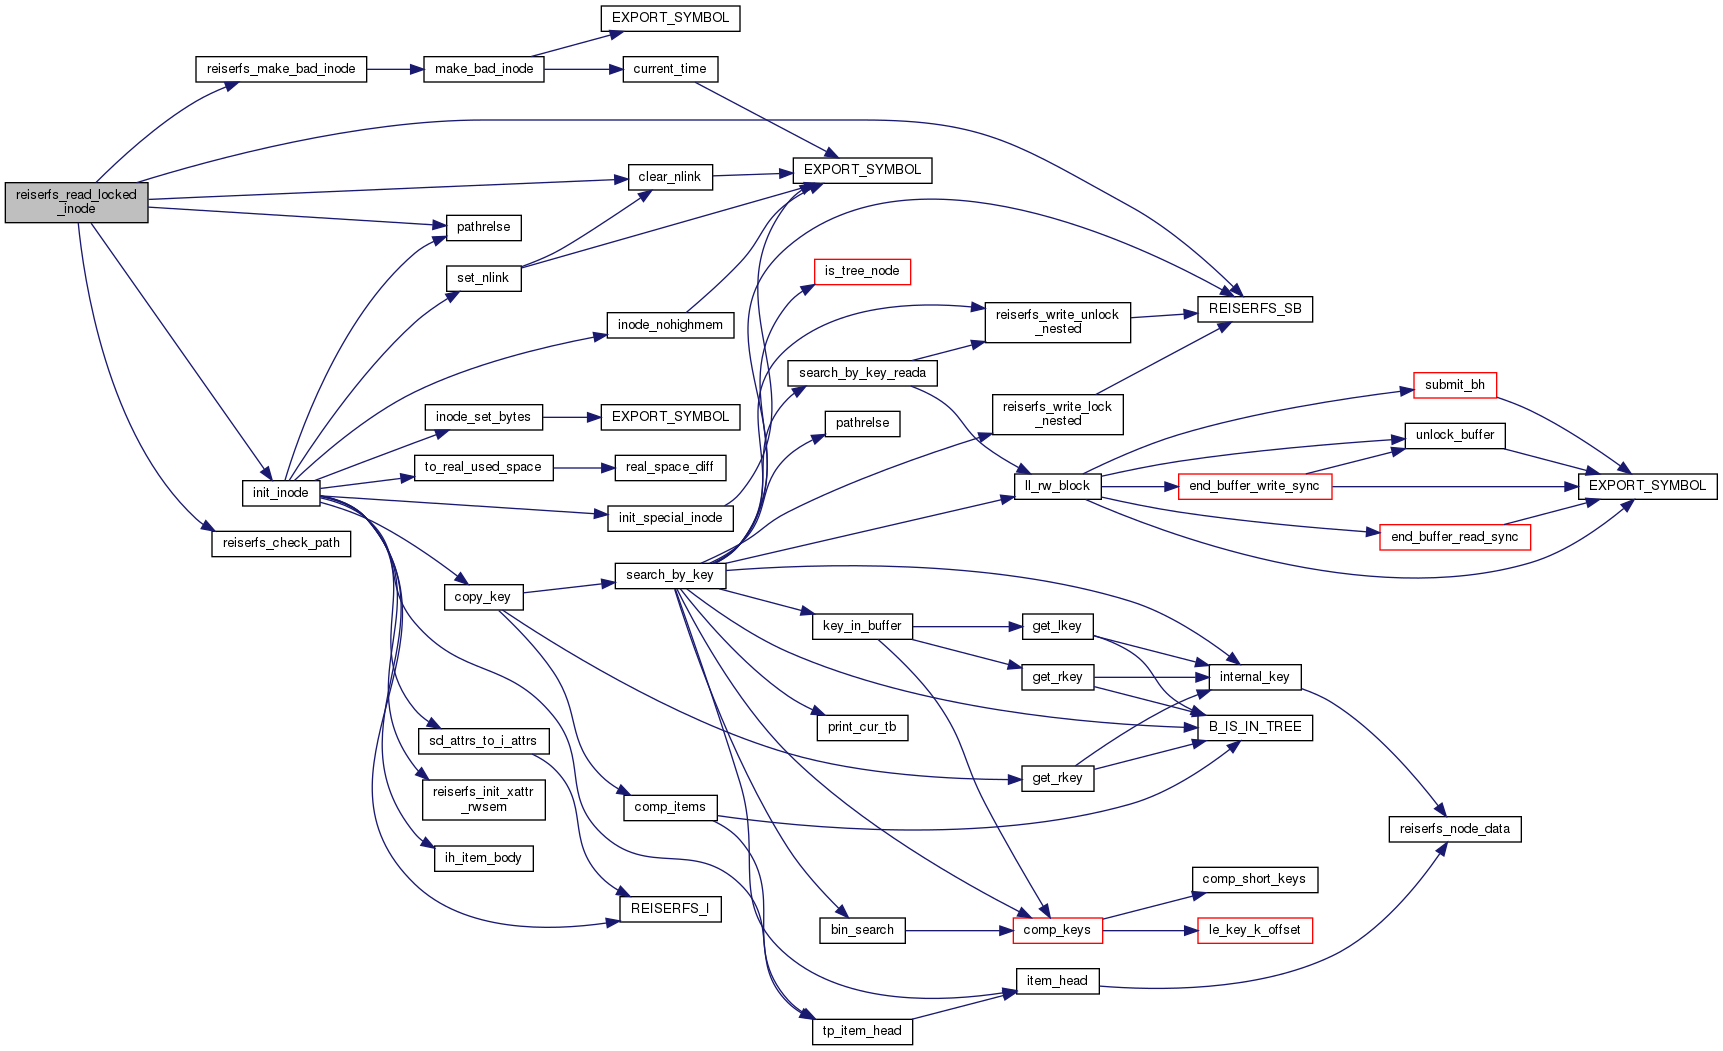 EXPORT_SYMBOL
reiserfs_make_bad_inode
make_bad_inode
current_time
reiserfs_read_locked
_inode
clear_nlink
EXPORT_SYMBOL
pathrelse
set_nlink
is_tree_node
inode_nohighmem
reiserfs_write_unlock
_nested
REISERFS_SB
search_by_key_reada
submit_bh
inode_set_bytes
EXPORT_SYMBOL
pathrelse
reiserfs_write_lock
_nested
unlock_buffer
to_real_used_space
real_space_diff
init_inode
ll_rw_block
end_buffer_write_sync
EXPORT_SYMBOL
init_special_inode
end_buffer_read_sync
reiserfs_check_path
search_by_key
copy_key
key_in_buffer
get_lkey
get_rkey
internal_key
sd_attrs_to_i_attrs
print_cur_tb
B_IS_IN_TREE
get_rkey
reiserfs_init_xattr
_rwsem
comp_items
reiserfs_node_data
ih_item_body
comp_short_keys
REISERFS_I
bin_search
comp_keys
le_key_k_offset
item_head
tp_item_head